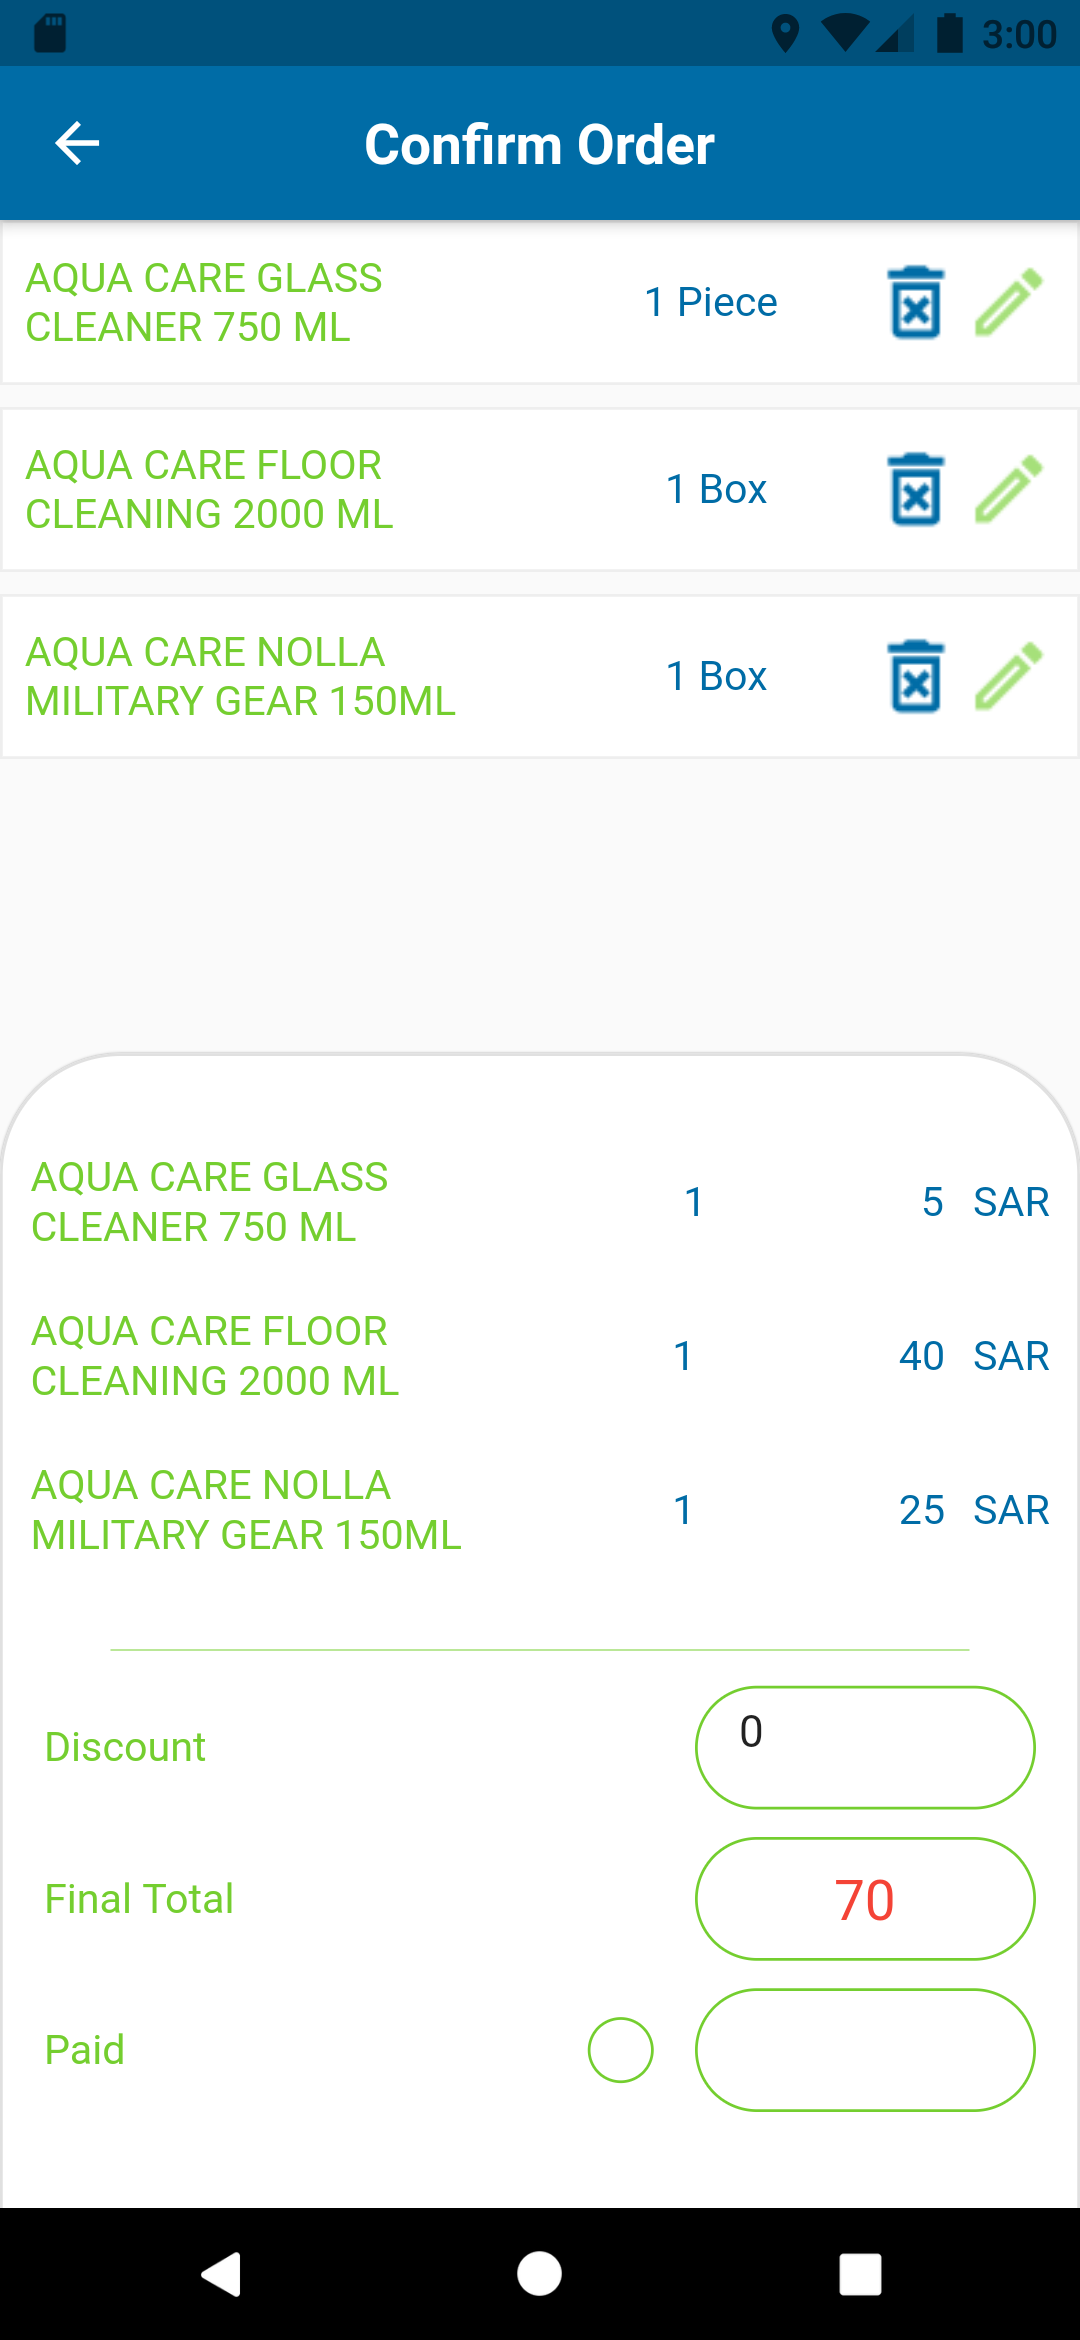 3:00
Confirm Order
AQUA CARE GLASS
CLEANER 750 ML
1 Piece
AQUA CARE FLOOR
CLEANING 2000 ML
1 Box
AQUA CARE NOLLA
MILITARY GEAR 150ML
1 Box
AQUA CARE GLASS
CLEANER 750 ML
1 5 SAR
AQUA CARE FLOOR
CLEANING 2000 ML
1 40 SAR
AQUA CARE NOLLA
MILITARY GEAR 150ML
1 25 SAR
Discount 0
Final Total 70
Paid